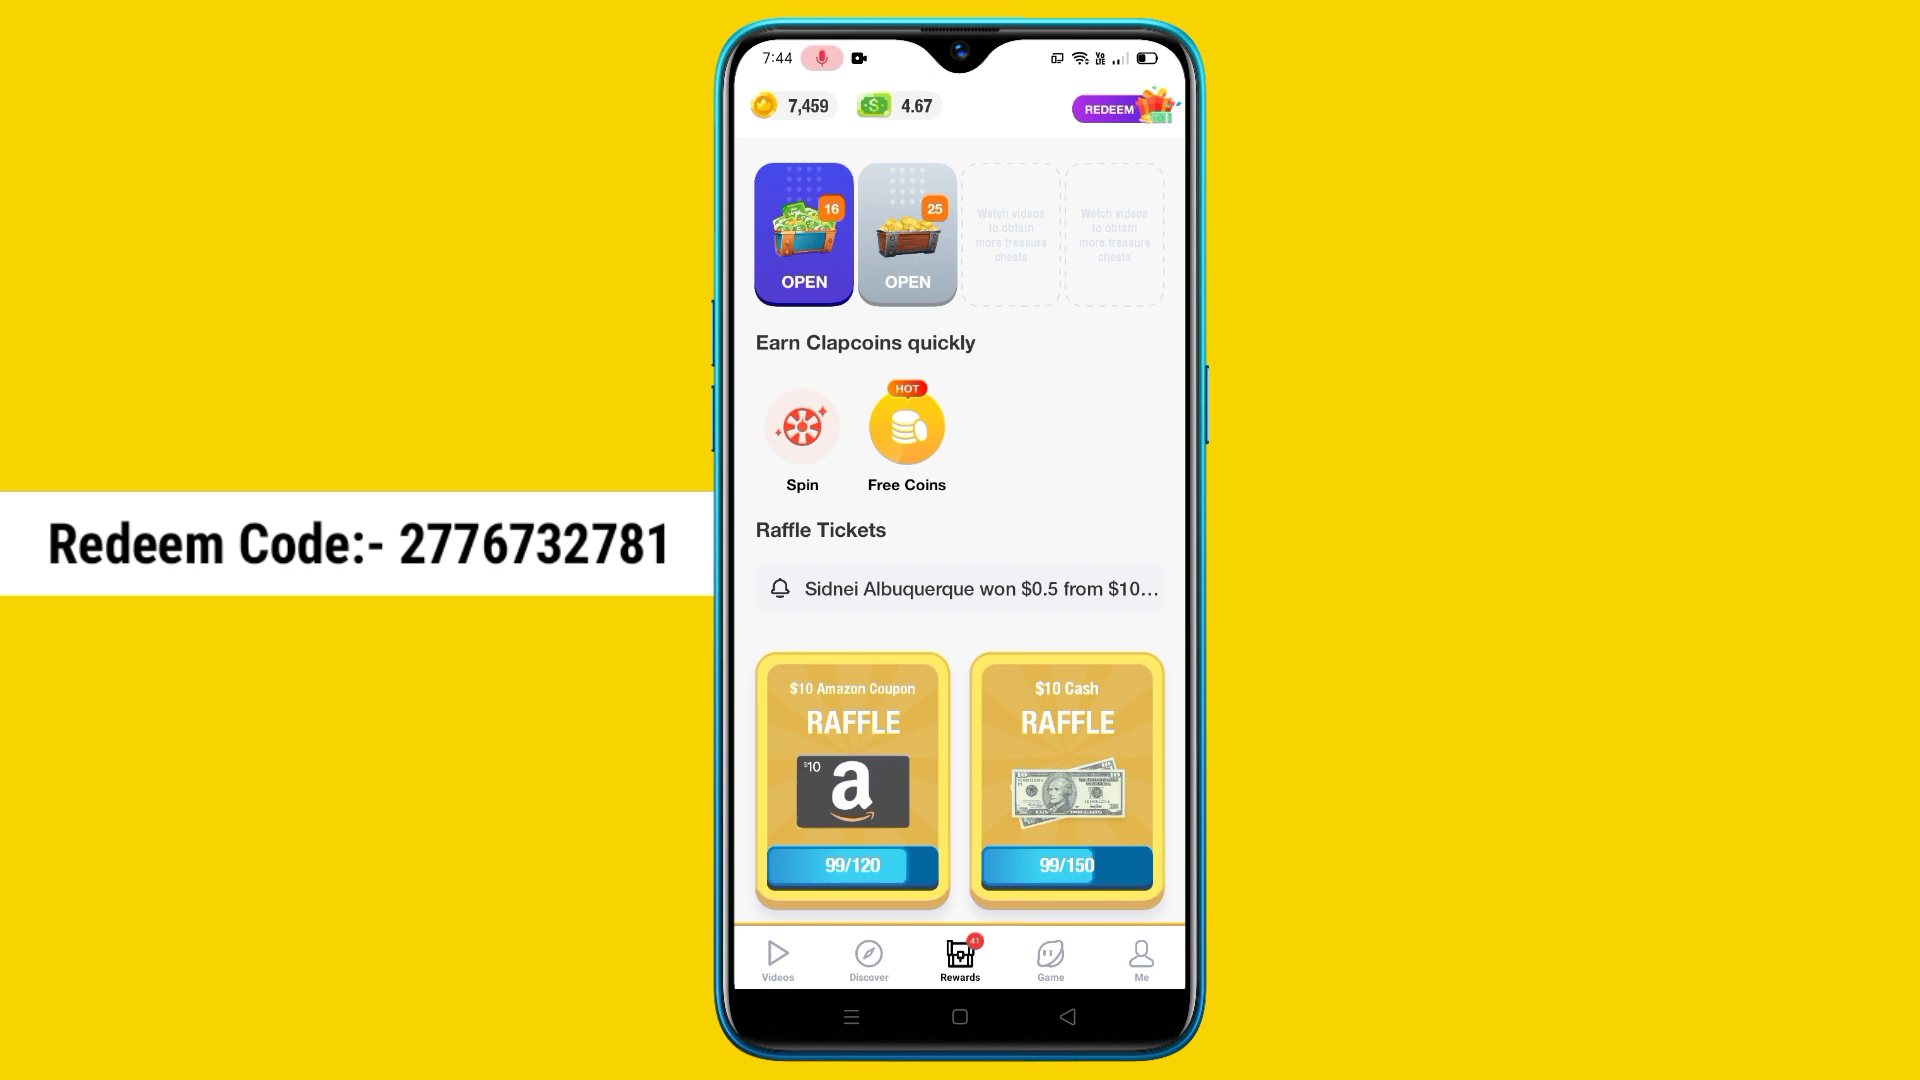 7:44
Vo
LTE
7,459
4.67
REDEEM
16
25
OPEN
OPEN
Watch videos
to obtain
more treasure
chests
Watch videos
to obtain
more treasure
chests
Earn Clapcoins quickly
HOT
Spin
Free Coins
Redeem Code:- 2776732781
Raffle Tickets
Sidnei Albuquerque won $0.5 from $10...
$10 Amazon Coupon
RAFFLE
$10
a
99/120
$10 Cash
RAFFLE
99/150
41
Videos
Discover
Rewards
Game
Me